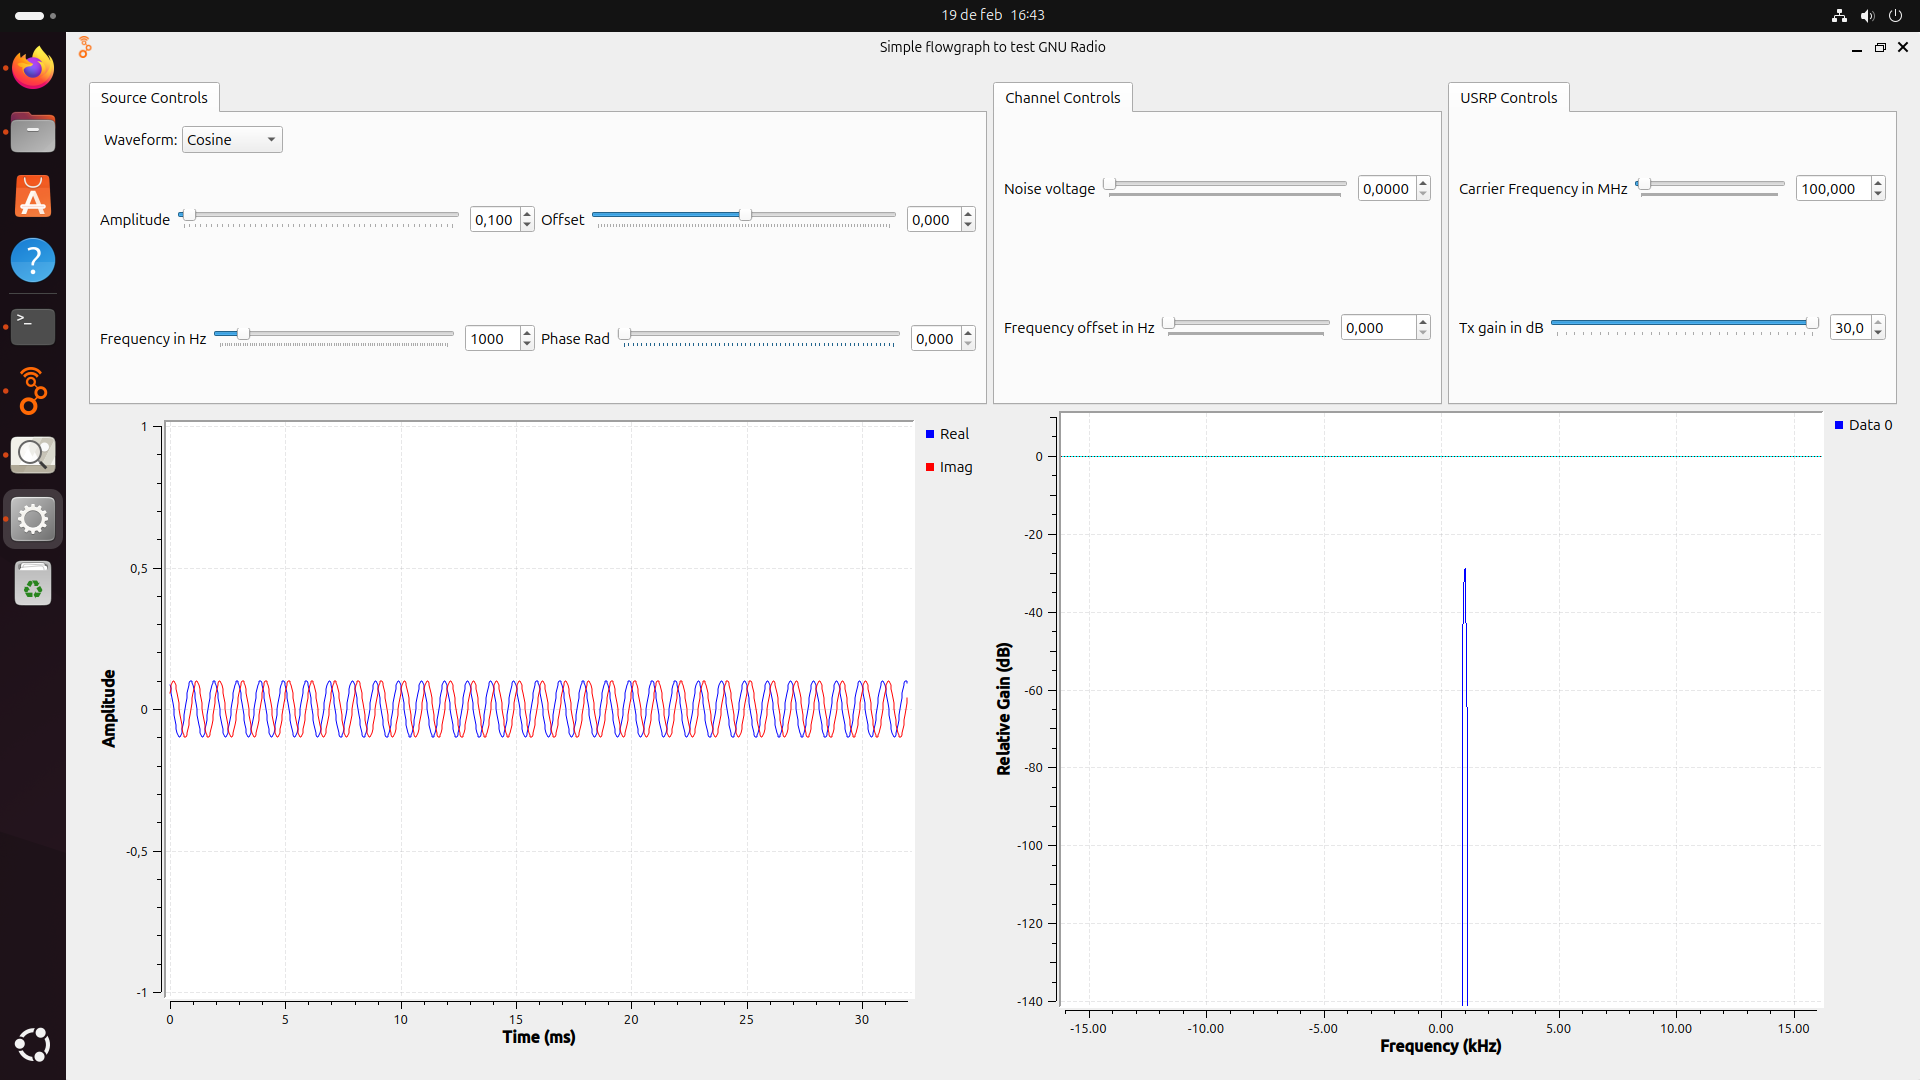 19 de feb 16:43
Simple flowgraph to test GNU Radio
Source Controls
Waveform: Cosine
Amplitude 0,100 Offset 0,000
Frequency in Hz 1000 Phase Rad 0,000
Channel Controls
Noise voltage 0,0000
Frequency offset in Hz 0,000
USRP Controls
Carrier Frequency in MHz 100,000
Tx gain in dB 30,0
Real
Imag
Amplitude
1
0,5
0
-0,5
-1
0 5 10 15 20 25 30
Time (ms)
Data 0
Relative Gain (dB)
0
-20
-40
-60
-80
-100
-120
-140
-15.00 -10.00 -5.00 0.00 5.00 10.00 15.00
Frequency (kHz)
>_
?
A